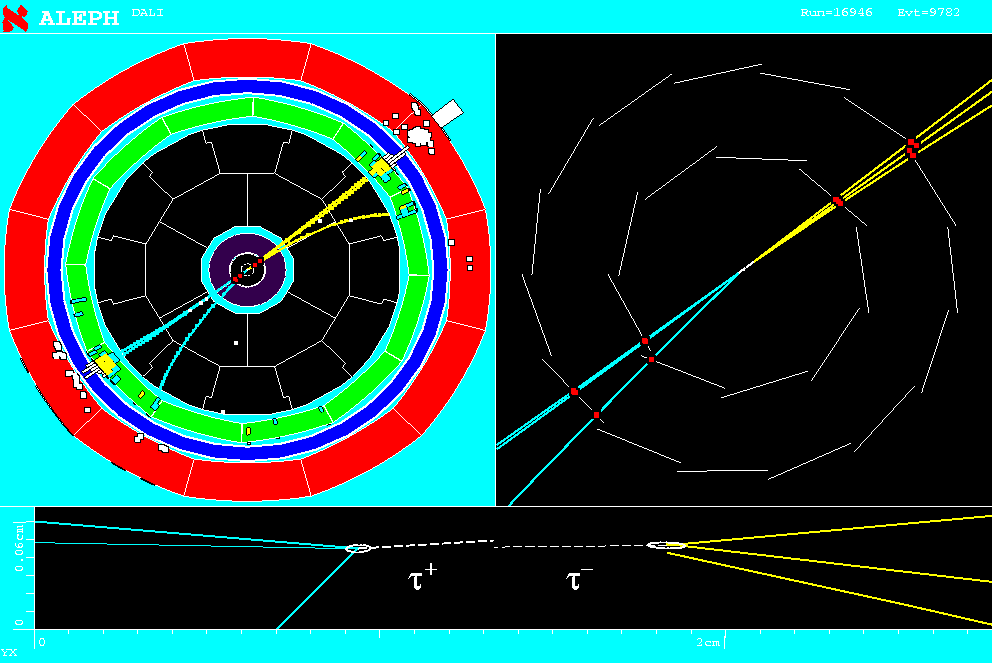 ALEPH DALI Run=16946 Evt=9782
0.06cm
τ+ τ−
0
0 2cm
YX